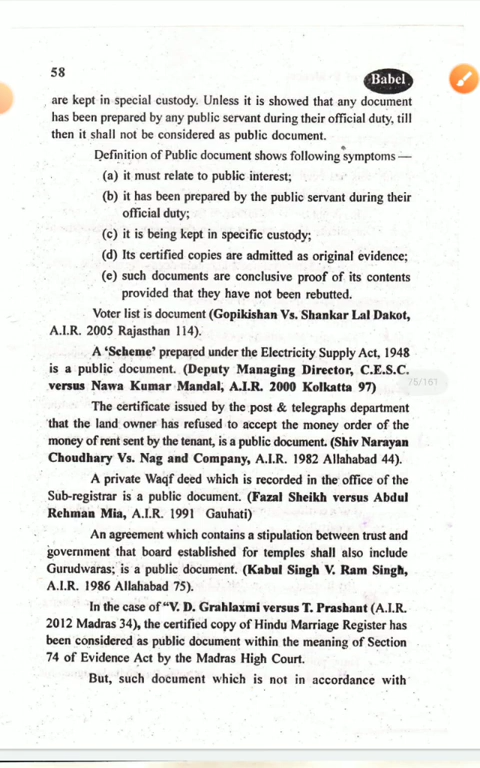 58
Babel
are kept in special custody. Unless it is showed that any document
has been prepared by any public servant during their official duty, till
then it shall not be considered as public document.
Definition of Public document shows following symptoms —
(a) it must relate to public interest;
(b) it has been prepared by the public servant during their
official duty;
(c) it is being kept in specific custody;
(d) Its certified copies are admitted as original evidence;
(e) such documents are conclusive proof of its contents
provided that they have not been rebutted.
Voter list is document (Gopikishan Vs. Shankar Lal Dakot,
A.I.R. 2005 Rajasthan 114).
A ‘Scheme’ prepared under the Electricity Supply Act, 1948
is a public document. (Deputy Managing Director, C.E.S.C.
versus Nawa Kumar Mandal, A.I.R. 2000 Kolkatta 97)
75/161
The certificate issued by the post & telegraphs department
that the land owner has refused to accept the money order of the
money of rent sent by the tenant, is a public document. (Shiv Narayan
Choudhary Vs. Nag and Company, A.I.R. 1982 Allahabad 44).
A private Waqf deed which is recorded in the office of the
Sub-registrar is a public document. (Fazal Sheikh versus Abdul
Rehman Mia, A.I.R. 1991 Gauhati)
An agreement which contains a stipulation between trust and
government that board established for temples shall also include
Gurudwaras; is a public document. (Kabul Singh V. Ram Singh,
A.I.R. 1986 Allahabad 75).
In the case of “V. D. Grahlaxmi versus T. Prashant (A.I.R.
2012 Madras 34), the certified copy of Hindu Marriage Register has
been considered as public document within the meaning of Section
74 of Evidence Act by the Madras High Court.
But, such document which is not in accordance with